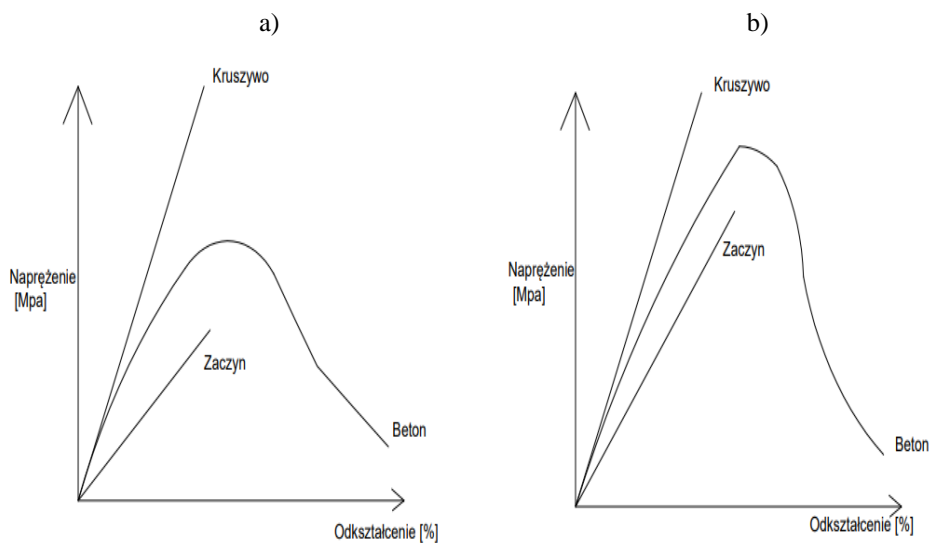 a)
Kruszywo
Naprężenie
[Mpa]
Zaczyn
Beton
Odkształcenie [%]
b)
Kruszywo
Zaczyn
Naprężenie
[Mpa]
Beton
Odkształcenie [%]